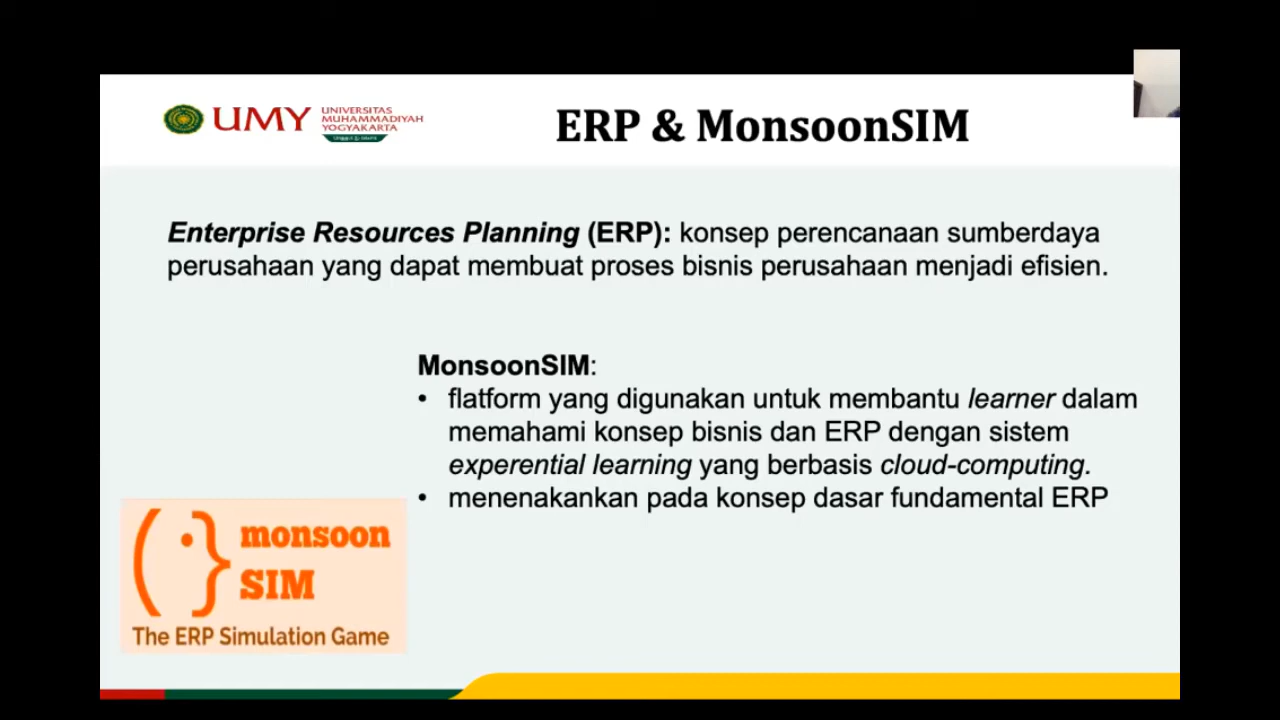 UMY
UNIVERSITAS
MUHAMMADIYAH
YOGYAKARTA
Unggul & Islami
ERP & MonsoonSIM
Enterprise Resources Planning (ERP): konsep perencanaan sumberdaya
perusahaan yang dapat membuat proses bisnis perusahaan menjadi efisien.
MonsoonSIM:
• flatform yang digunakan untuk membantu learner dalam
memahami konsep bisnis dan ERP dengan sistem
experential learning yang berbasis cloud-computing.
• menenakankan pada konsep dasar fundamental ERP
monsoon
SIM
The ERP Simulation Game